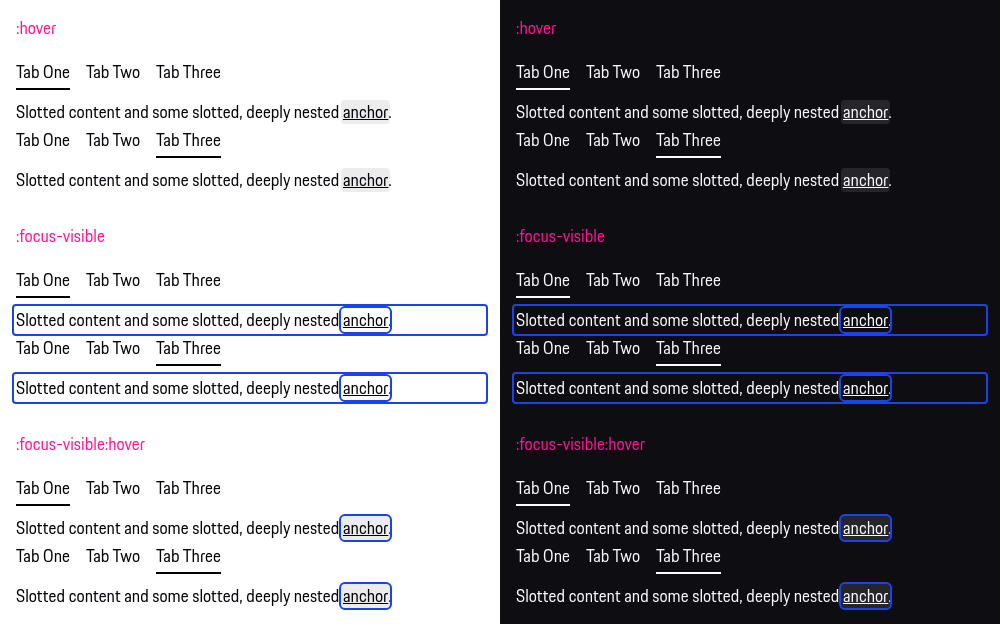 :hover
Tab One Tab Two Tab Three
Slotted content and some slotted, deeply nested anchor.
Tab One Tab Two Tab Three
Slotted content and some slotted, deeply nested anchor.
:focus-visible
Tab One Tab Two Tab Three
Slotted content and some slotted, deeply nested anchor.
Tab One Tab Two Tab Three
Slotted content and some slotted, deeply nested anchor.
:focus-visible:hover
Tab One Tab Two Tab Three
Slotted content and some slotted, deeply nested anchor.
Tab One Tab Two Tab Three
Slotted content and some slotted, deeply nested anchor.
:hover
Tab One Tab Two Tab Three
Slotted content and some slotted, deeply nested anchor.
Tab One Tab Two Tab Three
Slotted content and some slotted, deeply nested anchor.
:focus-visible
Tab One Tab Two Tab Three
Slotted content and some slotted, deeply nested anchor.
Tab One Tab Two Tab Three
Slotted content and some slotted, deeply nested anchor.
:focus-visible:hover
Tab One Tab Two Tab Three
Slotted content and some slotted, deeply nested anchor.
Tab One Tab Two Tab Three
Slotted content and some slotted, deeply nested anchor.